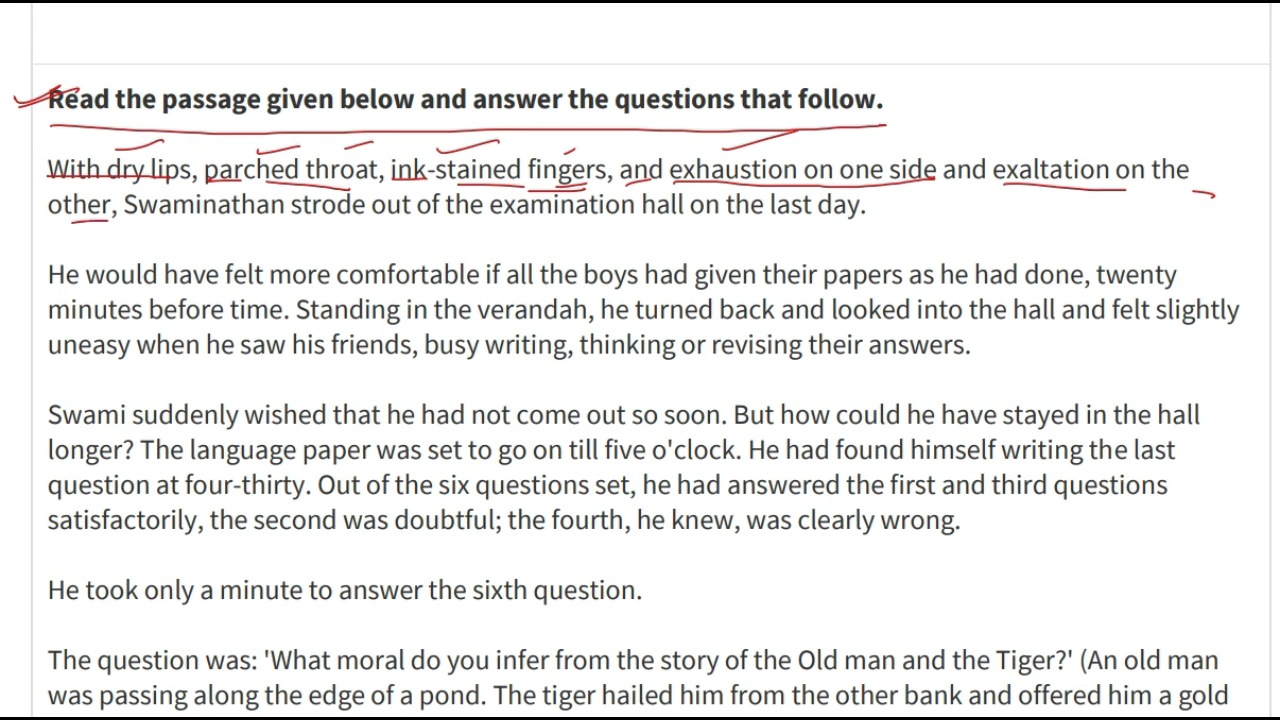 Read the passage given below and answer the questions that follow.
With dry lips, parched throat, ink-stained fingers, and exhaustion on one side and exaltation on the
other, Swaminathan strode out of the examination hall on the last day.
He would have felt more comfortable if all the boys had given their papers as he had done, twenty
minutes before time. Standing in the verandah, he turned back and looked into the hall and felt slightly
uneasy when he saw his friends, busy writing, thinking or revising their answers.
Swami suddenly wished that he had not come out so soon. But how could he have stayed in the hall
longer? The language paper was set to go on till five o'clock. He had found himself writing the last
question at four-thirty. Out of the six questions set, he had answered the first and third questions
satisfactorily, the second was doubtful; the fourth, he knew, was clearly wrong.
He took only a minute to answer the sixth question.
The question was: 'What moral do you infer from the story of the Old man and the Tiger?' (An old man
was passing along the edge of a pond. The tiger hailed him from the other bank and offered him a gold